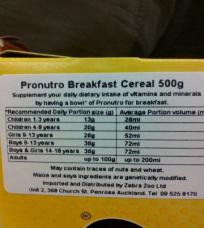 Pronutro Breakfast Cereal 500g
Supplement your daily dietary intake of vitamins and minerals
by having a bowl* of Pronutro for breakfast.
*Recommended Daily Portion size (g) Average Portion volume (m
Children 1-3 years 13g 26ml
Children 4-8 years 20g 40ml
Girls 9-13 years 26g 52ml
Boys 9-13 years 36g 72ml
Boys & Girls 14-18 years 36g 72ml
Adults up to 100g up to 200ml
May contain traces of nuts and wheat.
Maize and soya ingredients are genetically modified.
Imported and Distributed by Zebra Zoo Ltd
Unit 2, 369 Church St. Penrose Auckland. Tel 09 526 8170